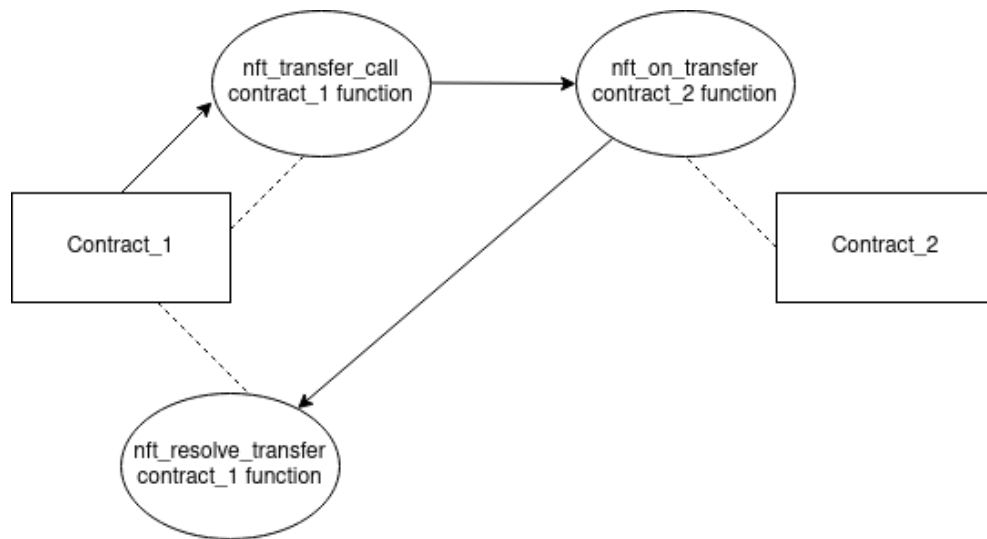 nft_transfer_call
contract_1 function
nft_on_transfer
contract_2 function
Contract_1
Contract_2
nft_resolve_transfer
contract_1 function